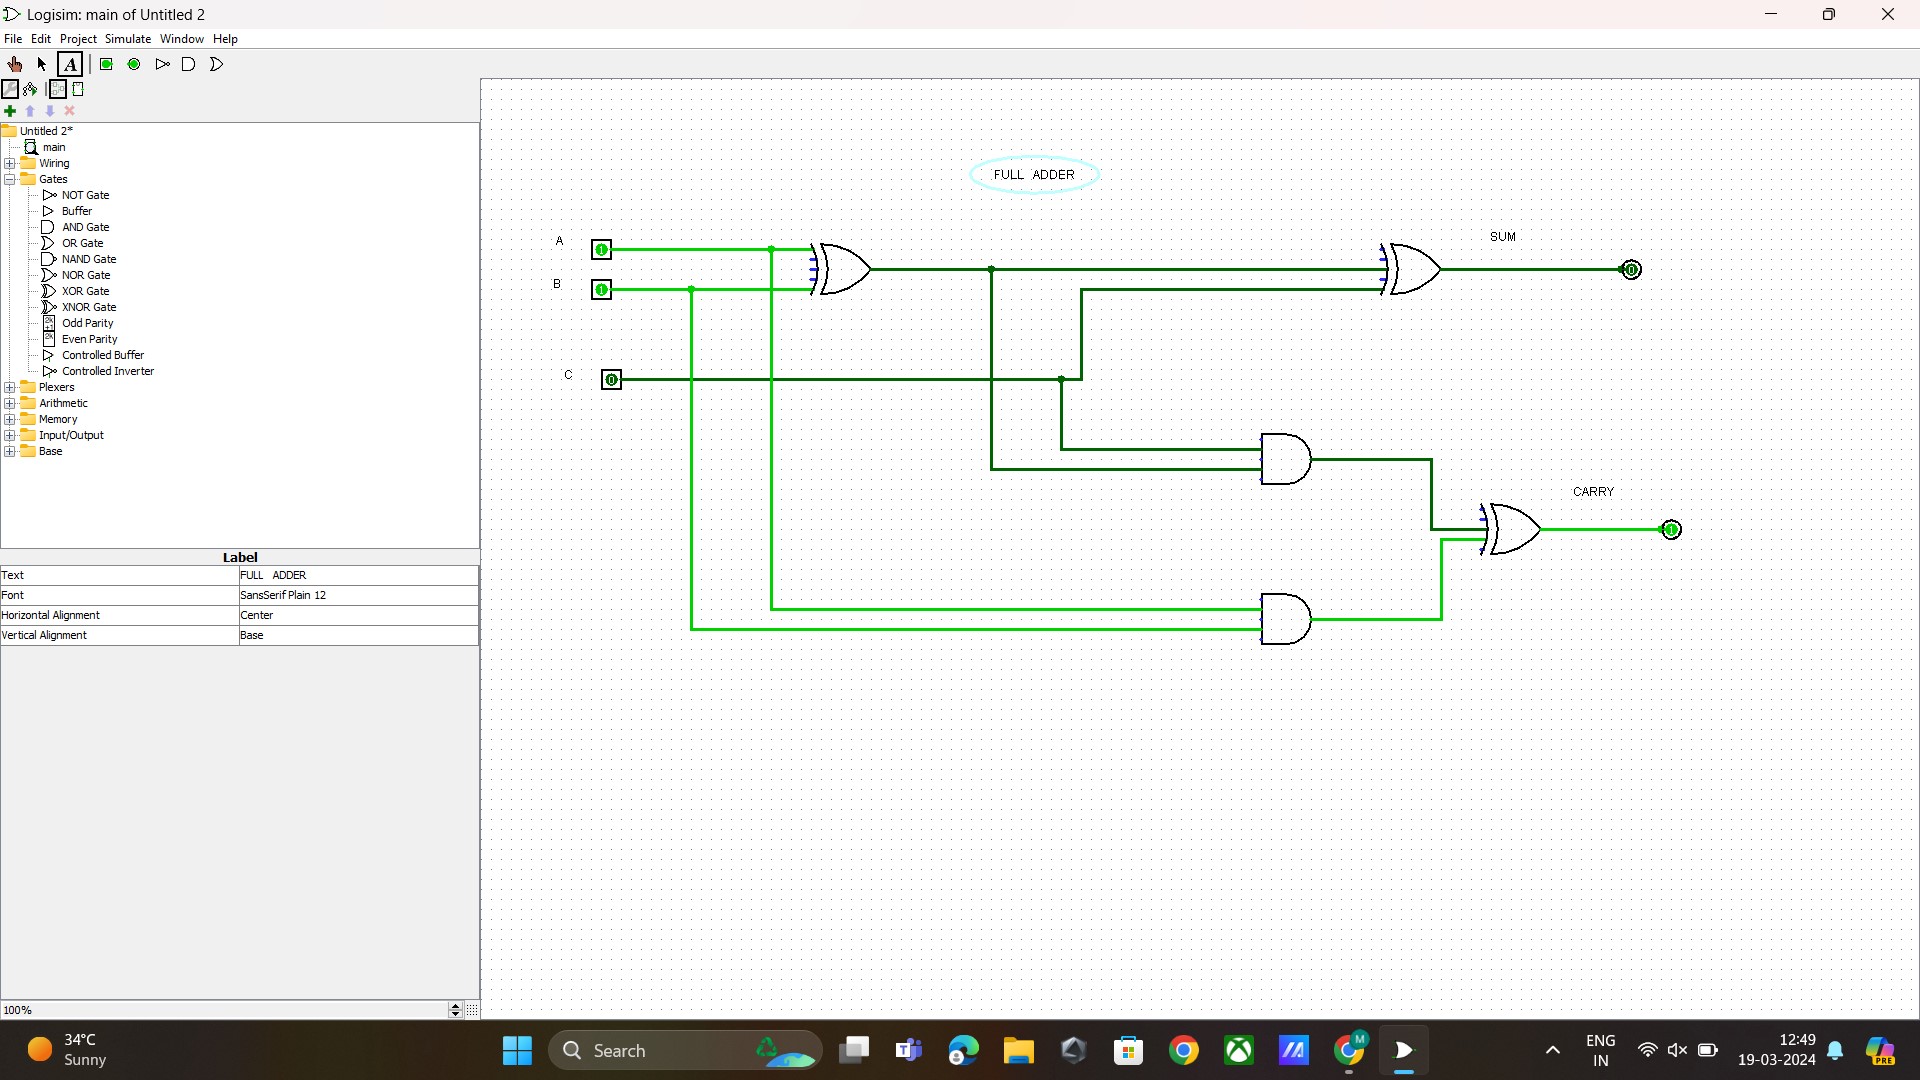 Logisim: main of Untitled 2
File Edit Project Simulate Window Help
A
Untitled 2*
main
Wiring
Gates
NOT Gate
Buffer
AND Gate
OR Gate
NAND Gate
NOR Gate
XOR Gate
XNOR Gate
Odd Parity
Even Parity
Controlled Buffer
Controlled Inverter
Plexers
Arithmetic
Memory
Input/Output
Base
Label
Text FULL ADDER
Font SansSerif Plain 12
Horizontal Alignment Center
Vertical Alignment Base
100%
FULL ADDER
A 1
B 1
C 0
SUM
0
CARRY
1
34°C
Sunny
Search
M
ENG
IN
12:49
19-03-2024
PRE